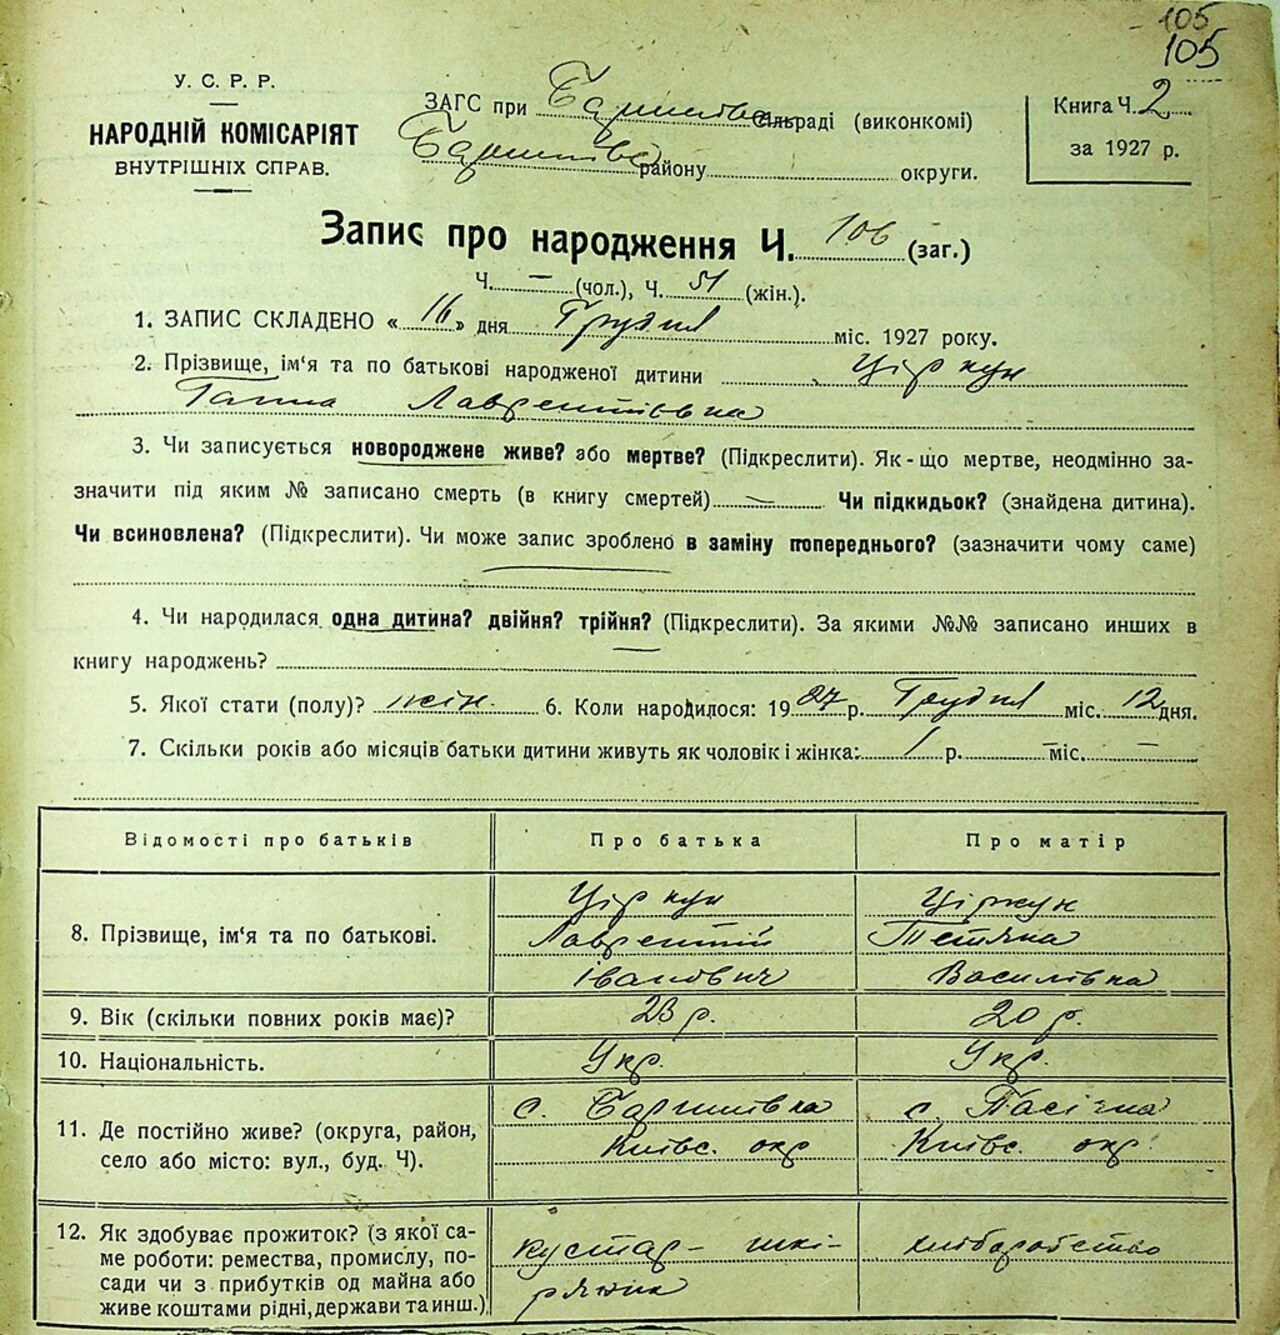 105
105
У. С. Р. Р.
НАРОДНІЙ КОМІСАРІЯТ
ВНУТРІШНІХ СПРАВ.
ЗАГС при Баришівс сільраді (виконкомі)
Баришівс району округи.
Книга Ч. 2
за 1927 р.
Запис про народження Ч. 106 (заг.)
Ч. — (чол.), Ч. 51 (жін.).
1. ЗАПИС СКЛАДЕНО « 16 » дня Грудня міс. 1927 року.
2. Прізвище, ім'я та по батькові народженої дитини Ціркун
Ганна Лаврентіївна
3. Чи записується новороджене живе? або мертве? (Підкреслити). Як-що мертве, неодмінно за-
значити під яким № записано смерть (в книгу смертей) — Чи підкидьок? (знайдена дитина).
Чи всиновлена? (Підкреслити). Чи може запис зроблено в заміну попереднього? (зазначити чому саме)
4. Чи народилася одна дитина? двійня? трійня? (Підкреслити). За якими №№ записано инших в
книгу народжень?
5. Якої стати (полу)? жін. 6. Коли народилося: 1927 р. Грудня міс. 12 дня.
7. Скільки років або місяців батьки дитини живуть як чоловік і жінка: 1 р. — міс. —
Відомості про батьків Про батька Про матір
8. Прізвище, ім'я та по батькові.
Ціркун Ціркун
Лаврентій Тетяна
Іванович Василівна
9. Вік (скільки повних років має)? 23 р. 20 р.
10. Національність. Укр. Укр.
11. Де постійно живе? (округа, район,
село або місто: вул., буд. Ч).
с. Баришівка с. Пасічна
Київс. окр Київс. окр.
12. Як здобуває прожиток? (з якої са-
ме роботи: ремества, промислу, по-
сади чи з прибутків од майна або
живе коштами рідні, держави та инш.)
кустар- шкі- хліборобство
ряник